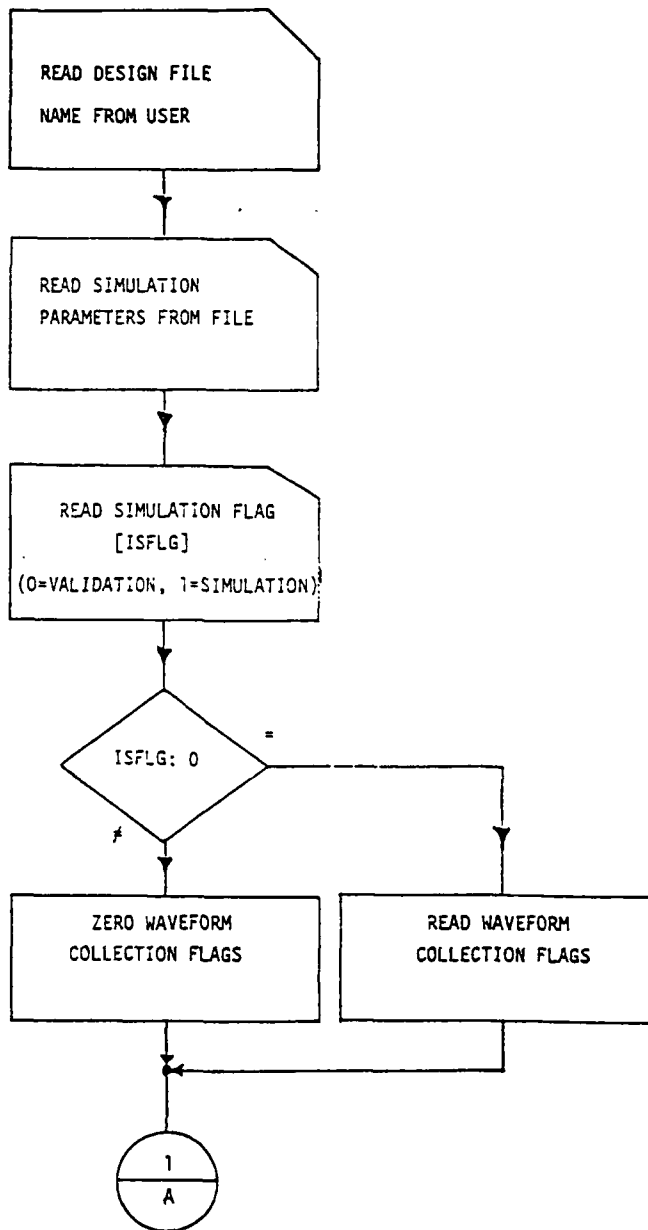 READ DESIGN FILE
NAME FROM USER
READ SIMULATION
PARAMETERS FROM FILE
READ SIMULATION FLAG
[ISFLG]
(0=VALIDATION, 1=SIMULATION)
ISFLG: 0
=
≠
ZERO WAVEFORM
COLLECTION FLAGS
READ WAVEFORM
COLLECTION FLAGS
1
A